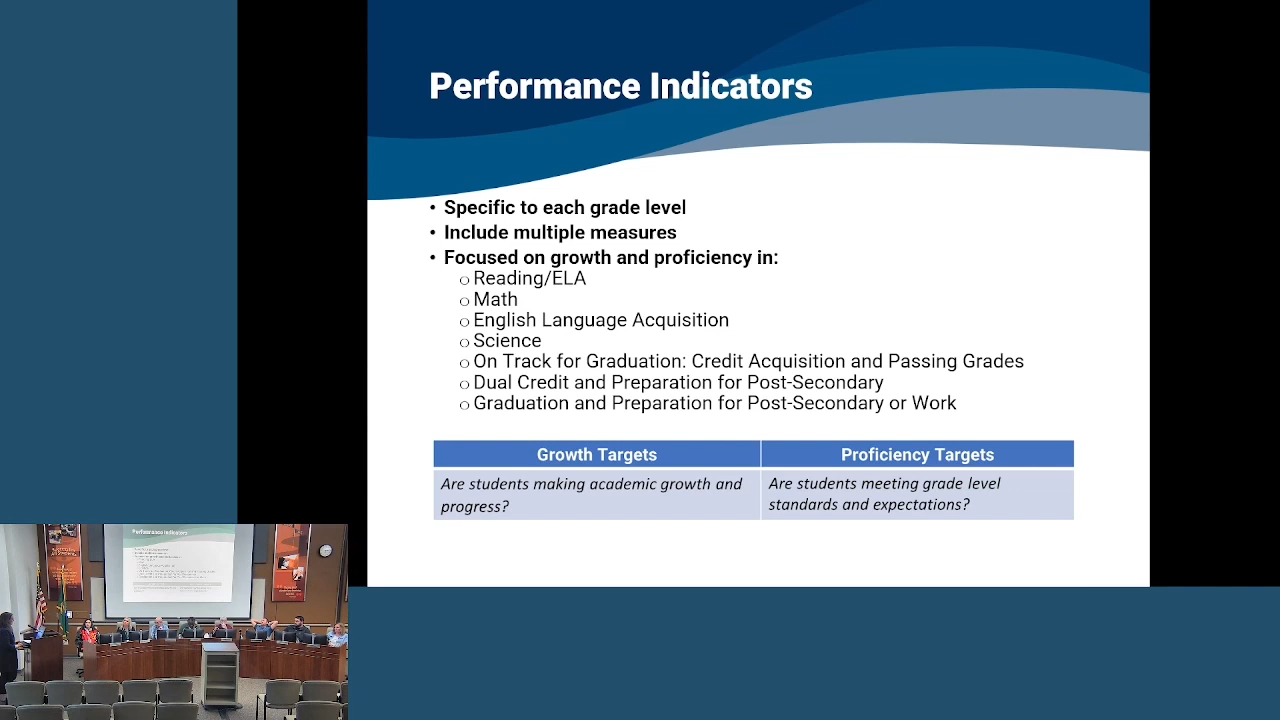 Performance Indicators
• Specific to each grade level
• Include multiple measures
• Focused on growth and proficiency in:
o Reading/ELA
o Math
o English Language Acquisition
o Science
o On Track for Graduation: Credit Acquisition and Passing Grades
o Dual Credit and Preparation for Post-Secondary
o Graduation and Preparation for Post-Secondary or Work
Growth Targets
Proficiency Targets
Are students making academic growth and
progress?
Are students meeting grade level
standards and expectations?
Performance Indicators